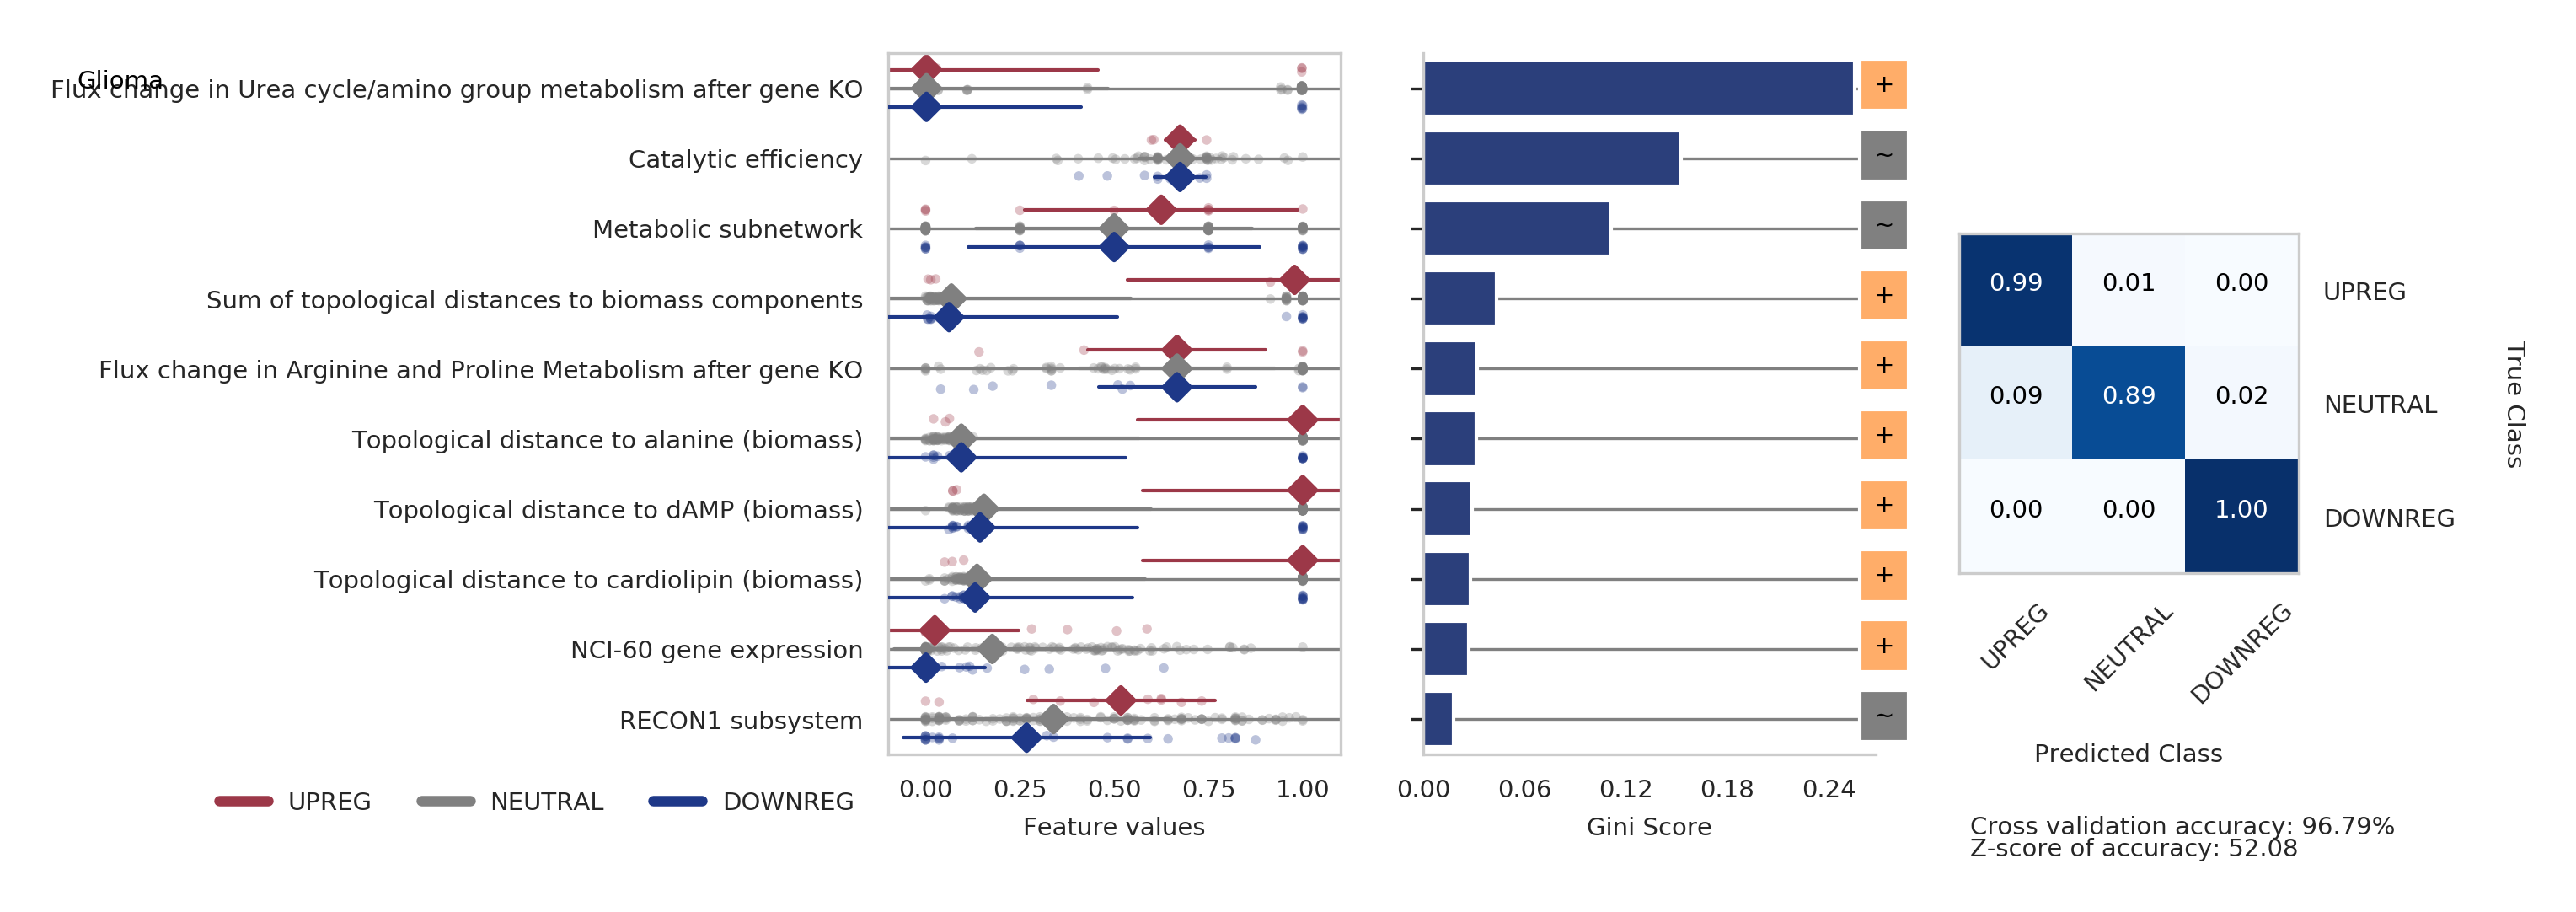 Glioma
Flux change in Urea cycle/amino group metabolism after gene KO
Catalytic efficiency
Metabolic subnetwork
Sum of topological distances to biomass components
Flux change in Arginine and Proline Metabolism after gene KO
Topological distance to alanine (biomass)
Topological distance to dAMP (biomass)
Topological distance to cardiolipin (biomass)
NCI-60 gene expression
RECON1 subsystem
UPREG NEUTRAL DOWNREG
0.00 0.25 0.50 0.75 1.00
Feature values
+
~
~
+
+
+
+
+
+
~
0.00 0.06 0.12 0.18 0.24
Gini Score
0.99 0.01 0.00 UPREG
0.09 0.89 0.02 NEUTRAL
0.00 0.00 1.00 DOWNREG
True Class
UPREG NEUTRAL DOWNREG
Predicted Class
Cross validation accuracy: 96.79%
Z-score of accuracy: 52.08